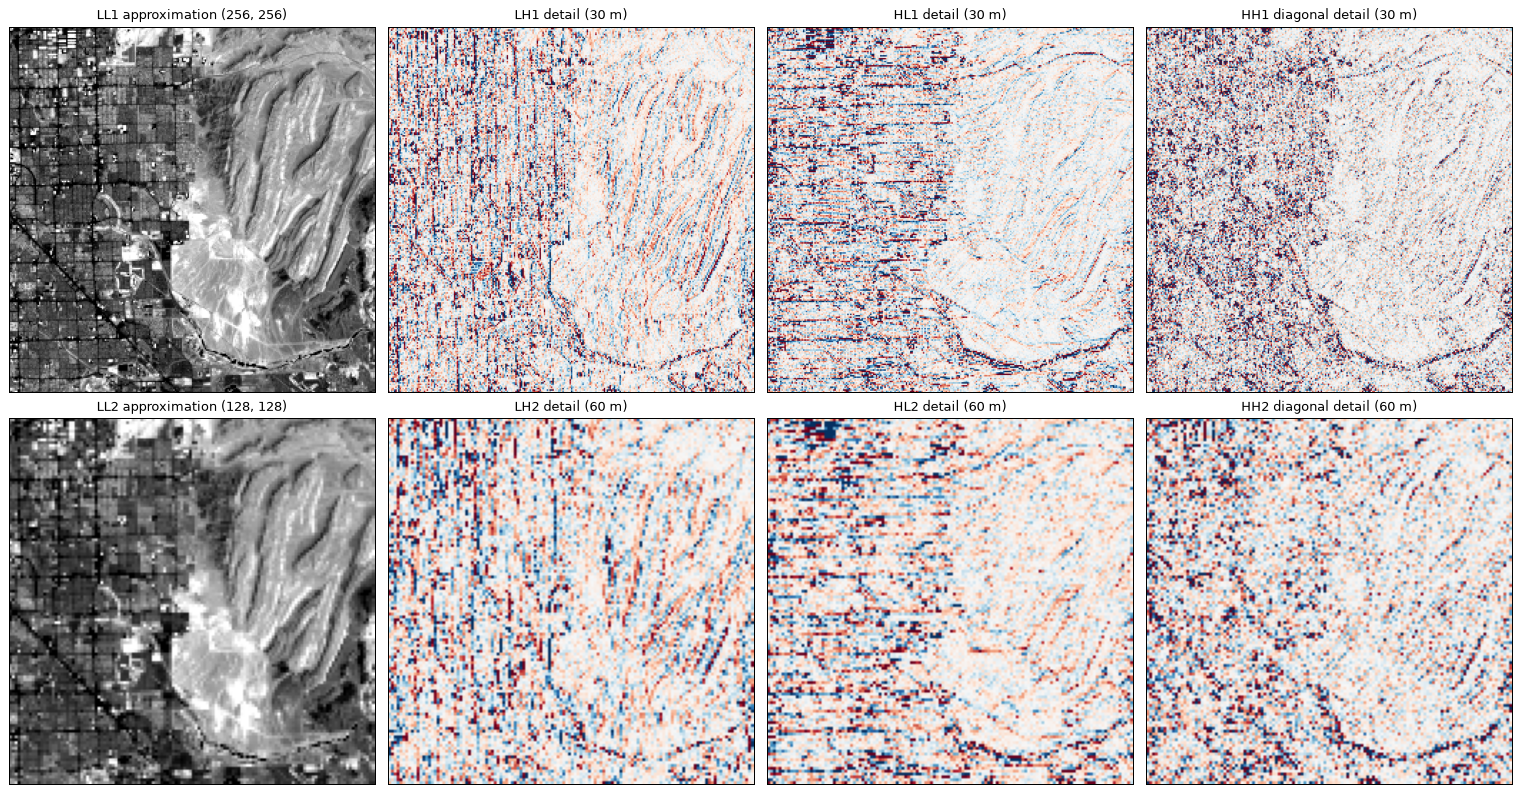 LL1 approximation (256, 256)
LH1 detail (30 m)
HL1 detail (30 m)
HH1 diagonal detail (30 m)
LL2 approximation (128, 128)
LH2 detail (60 m)
HL2 detail (60 m)
HH2 diagonal detail (60 m)